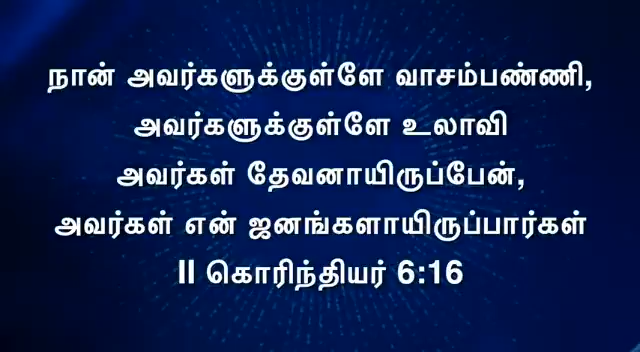 நான் அவர்களுக்குள்ளே வாசம்பண்ணி,
அவர்களுக்குள்ளே உலாவி
அவர்கள் தேவனாயிருப்பேன்,
அவர்கள் என் ஜனங்களாயிருப்பார்கள்
II கொரிந்தியர் 6:16